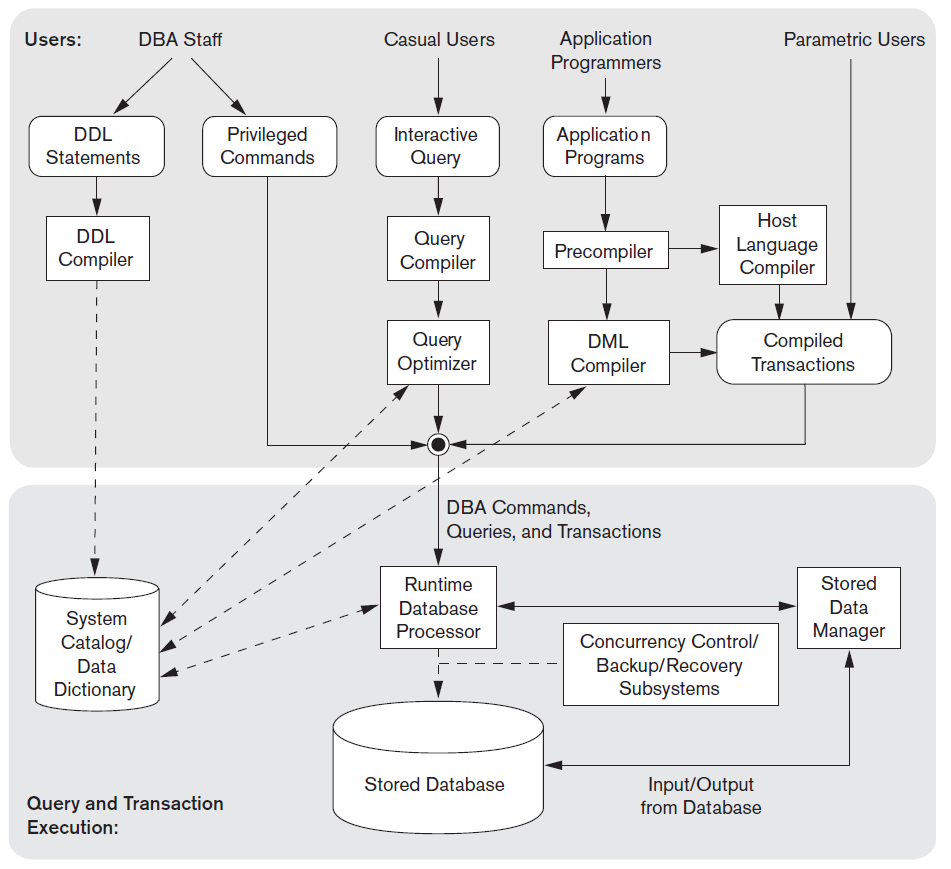 Users:
DBA Staff
Casual Users
Application
Programmers
Parametric Users
DDL
Statements
Privileged
Commands
Interactive
Query
Application
Programs
DDL
Compiler
Query
Compiler
Precompiler
Host
Language
Compiler
Query
Optimizer
DML
Compiler
Compiled
Transactions
DBA Commands,
Queries, and Transactions
System
Catalog/
Data
Dictionary
Runtime
Database
Processor
Stored
Data
Manager
Concurrency Control/
Backup/Recovery
Subsystems
Stored Database
Input/Output
from Database
Query and Transaction
Execution: